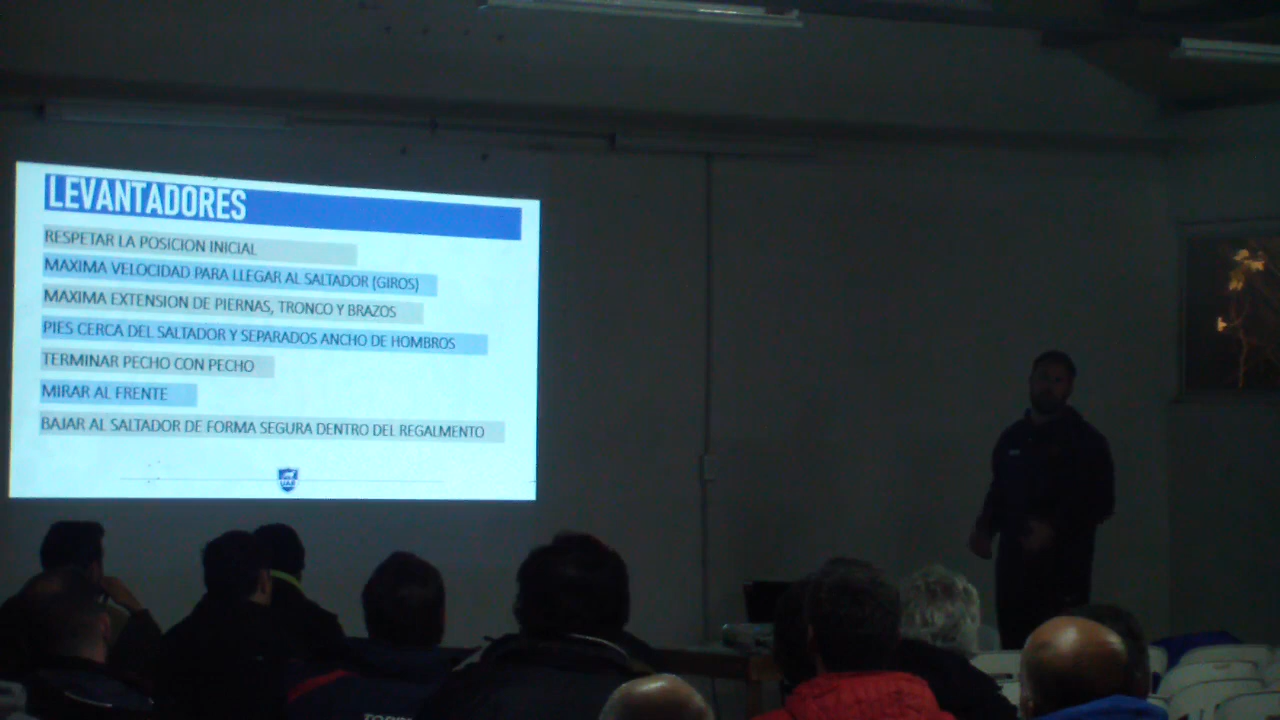 LEVANTADORES
RESPETAR LA POSICION INICIAL
MAXIMA VELOCIDAD PARA LLEGAR AL SALTADOR (GIROS)
MAXIMA EXTENSION DE PIERNAS, TRONCO Y BRAZOS
PIES CERCA DEL SALTADOR Y SEPARADOS ANCHO DE HOMBROS
TERMINAR PECHO CON PECHO
MIRAR AL FRENTE
BAJAR AL SALTADOR DE FORMA SEGURA DENTRO DEL REGALMENTO
UAR